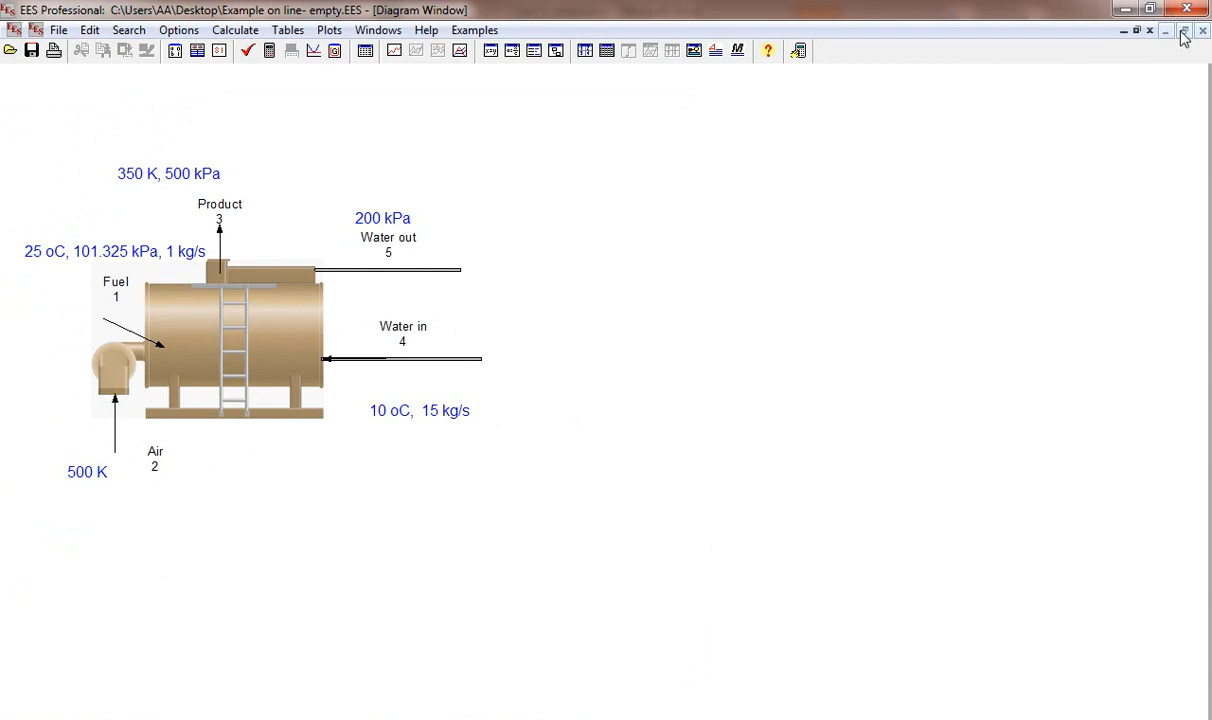 EES Professional: C:\Users\AA\Desktop\Example on line- empty.EES - [Diagram Window]
File Edit Search Options Calculate Tables Plots Windows Help Examples
350 K, 500 kPa
Product
3
200 kPa
Water out
5
25 oC, 101.325 kPa, 1 kg/s
Fuel
1
Water in
4
10 oC, 15 kg/s
Air
2
500 K